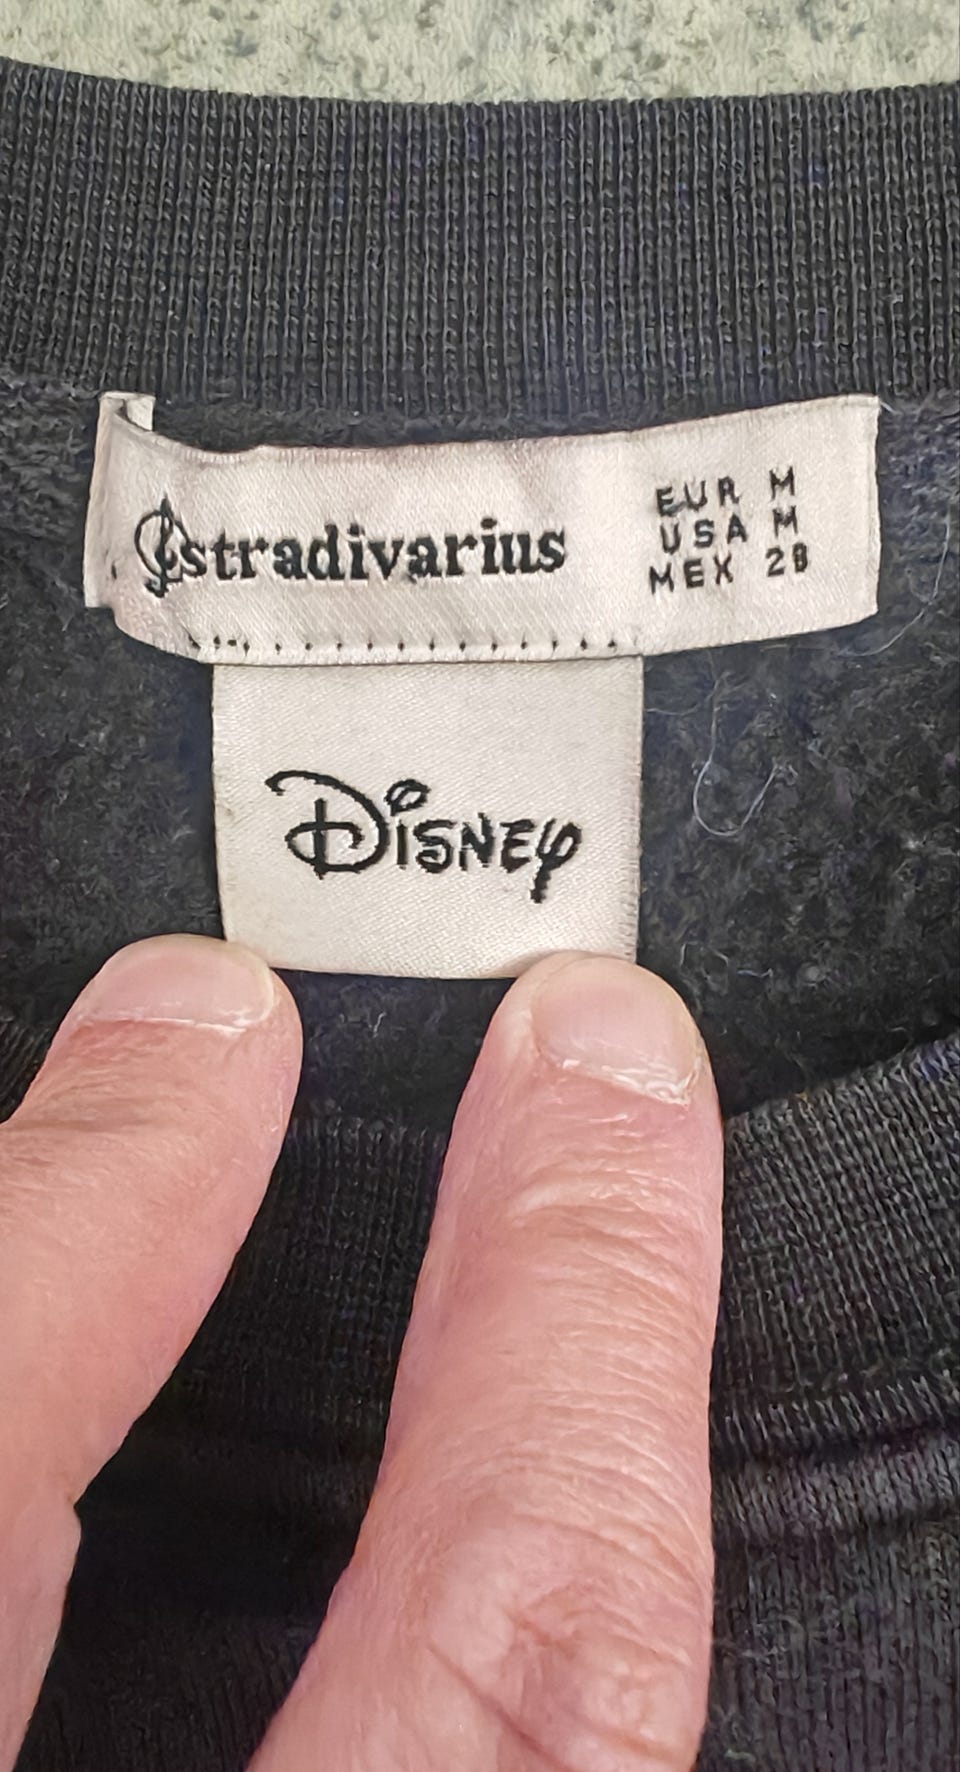 stradivarius
EUR M
USA M
MEX 28
Disney